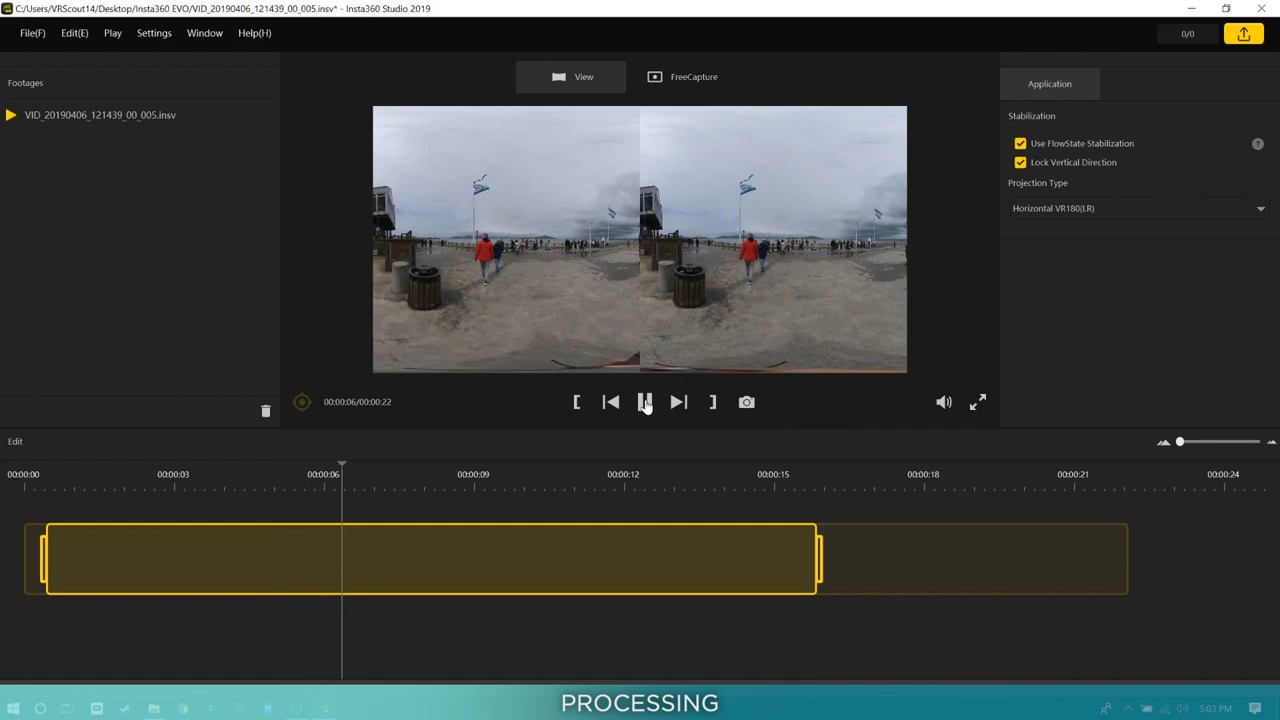 C:/Users/VRScout14/Desktop/Insta360 EVO/VID_20190406_121439_00_005.insv* - Insta360 Studio 2019
File(F) Edit(E) Play Settings Window Help(H)
0/0
View FreeCapture
Footages
VID_20190406_121439_00_005.insv
Application
Stabilization
Use FlowState Stabilization
?
Lock Vertical Direction
Projection Type
Horizontal VR180(LR)
00:00:06/00:00:22
Edit
00:00:00 00:00:03 00:00:06 00:00:09 00:00:12 00:00:15 00:00:18 00:00:21 00:00:24
PROCESSING
5:03 PM